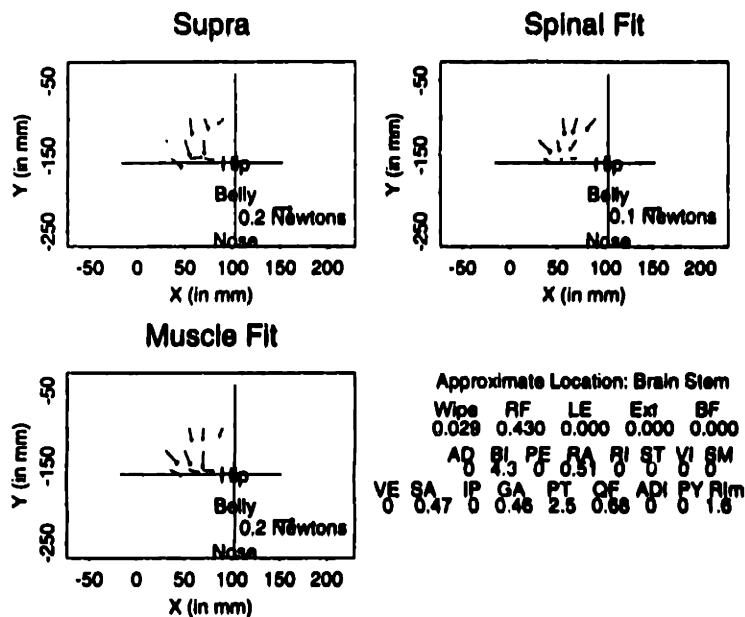 Supra
Spinal Fit
-50
-150
-250
Y (in mm)
Belly
0.2 Newtons
Nose
-50 0 50 100 150 200
X (in mm)
-50
-150
-250
Y (in mm)
Belly
0.1 Newtons
Nose
-50 0 50 100 150 200
X (in mm)
Muscle Fit
-50
-150
-250
Y (in mm)
Belly
0.2 Newtons
Nose
-50 0 50 100 150 200
X (in mm)
Approximate Location: Brain Stem
Wipe RF LE Ext BF
0.029 0.430 0.000 0.000 0.000
AD BI PE RA RI ST VI SM
0 4.3 0 0.51 0 0 0 0
VE SA IP GA PT QF ADI PY RIm
0 0.47 0 0.46 2.5 0.68 0 0 1.6